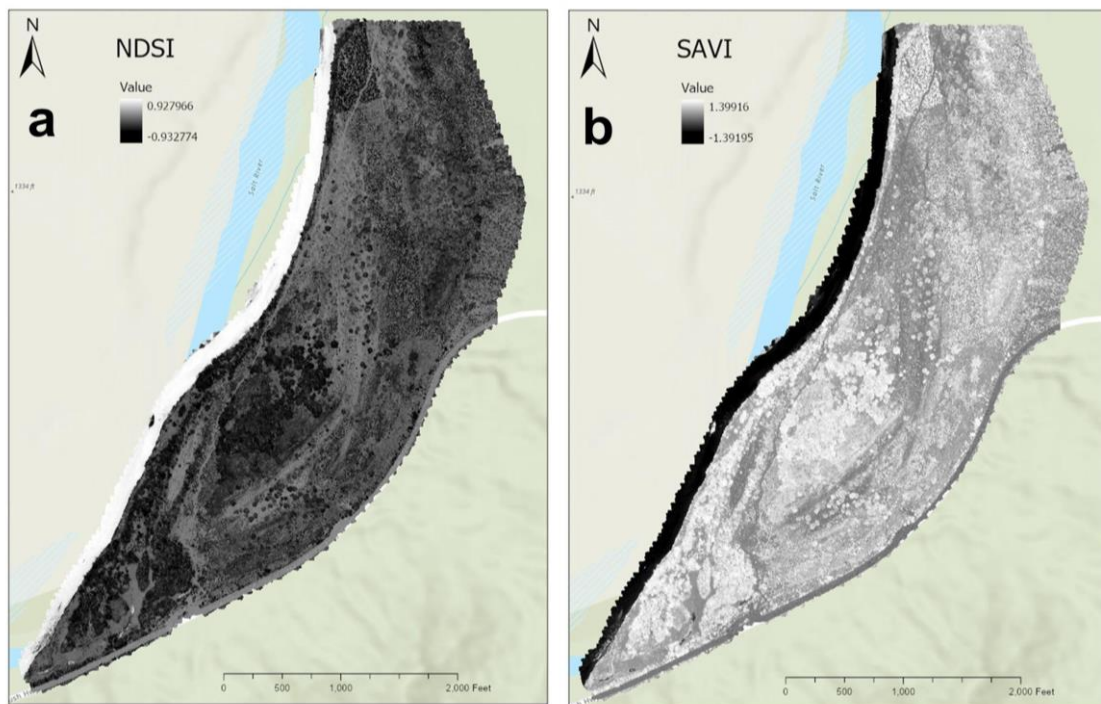 N
NDSI
Value
0.927966
-0.932774
a
1334 ft
Salt River
0 500 1,000 2,000 Feet
N
SAVI
Value
1.39916
-1.39195
b
1334 ft
Salt River
0 500 1,000 2,000 Feet